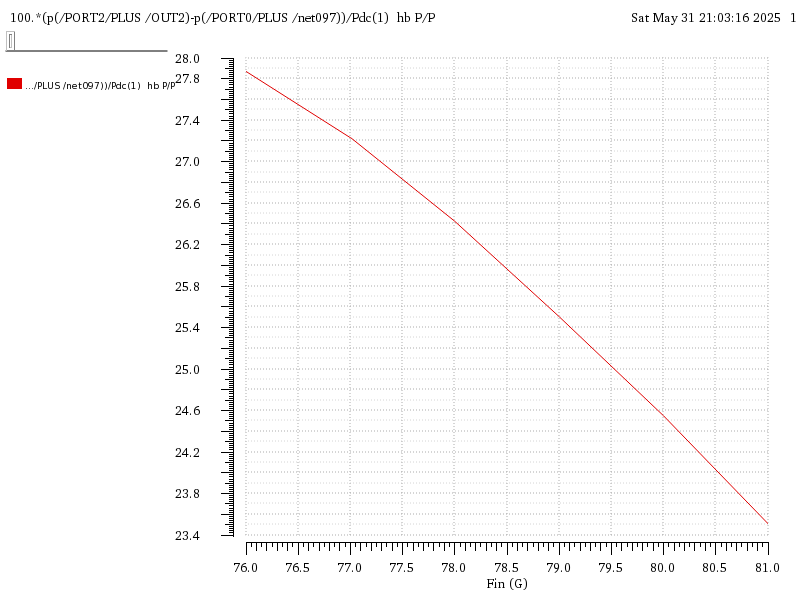 100.*(p(/PORT2/PLUS /OUT2)-p(/PORT0/PLUS /net097))/Pdc(1)  hb P/P
Sat May 31 21:03:16 2025  1
.../PLUS /net097))/Pdc(1)  hb P/P
28.0
27.8
27.4
27.0
26.6
26.2
25.8
25.4
25.0
24.6
24.2
23.8
23.4
76.0 76.5 77.0 77.5 78.0 78.5 79.0 79.5 80.0 80.5 81.0
Fin (G)